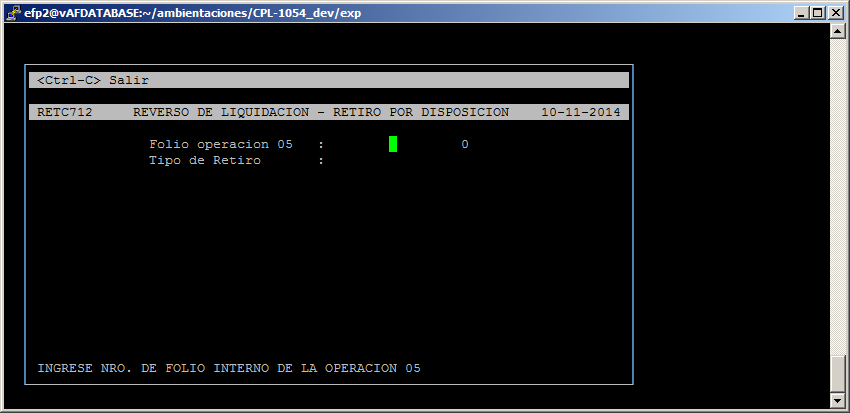 efp2@vAFDATABASE:~/ambientaciones/CPL-1054_dev/exp
<Ctrl-C> Salir
RETC712 REVERSO DE LIQUIDACION - RETIRO POR DISPOSICION 10-11-2014
Folio operacion 05 : 0
Tipo de Retiro :
INGRESE NRO. DE FOLIO INTERNO DE LA OPERACION 05